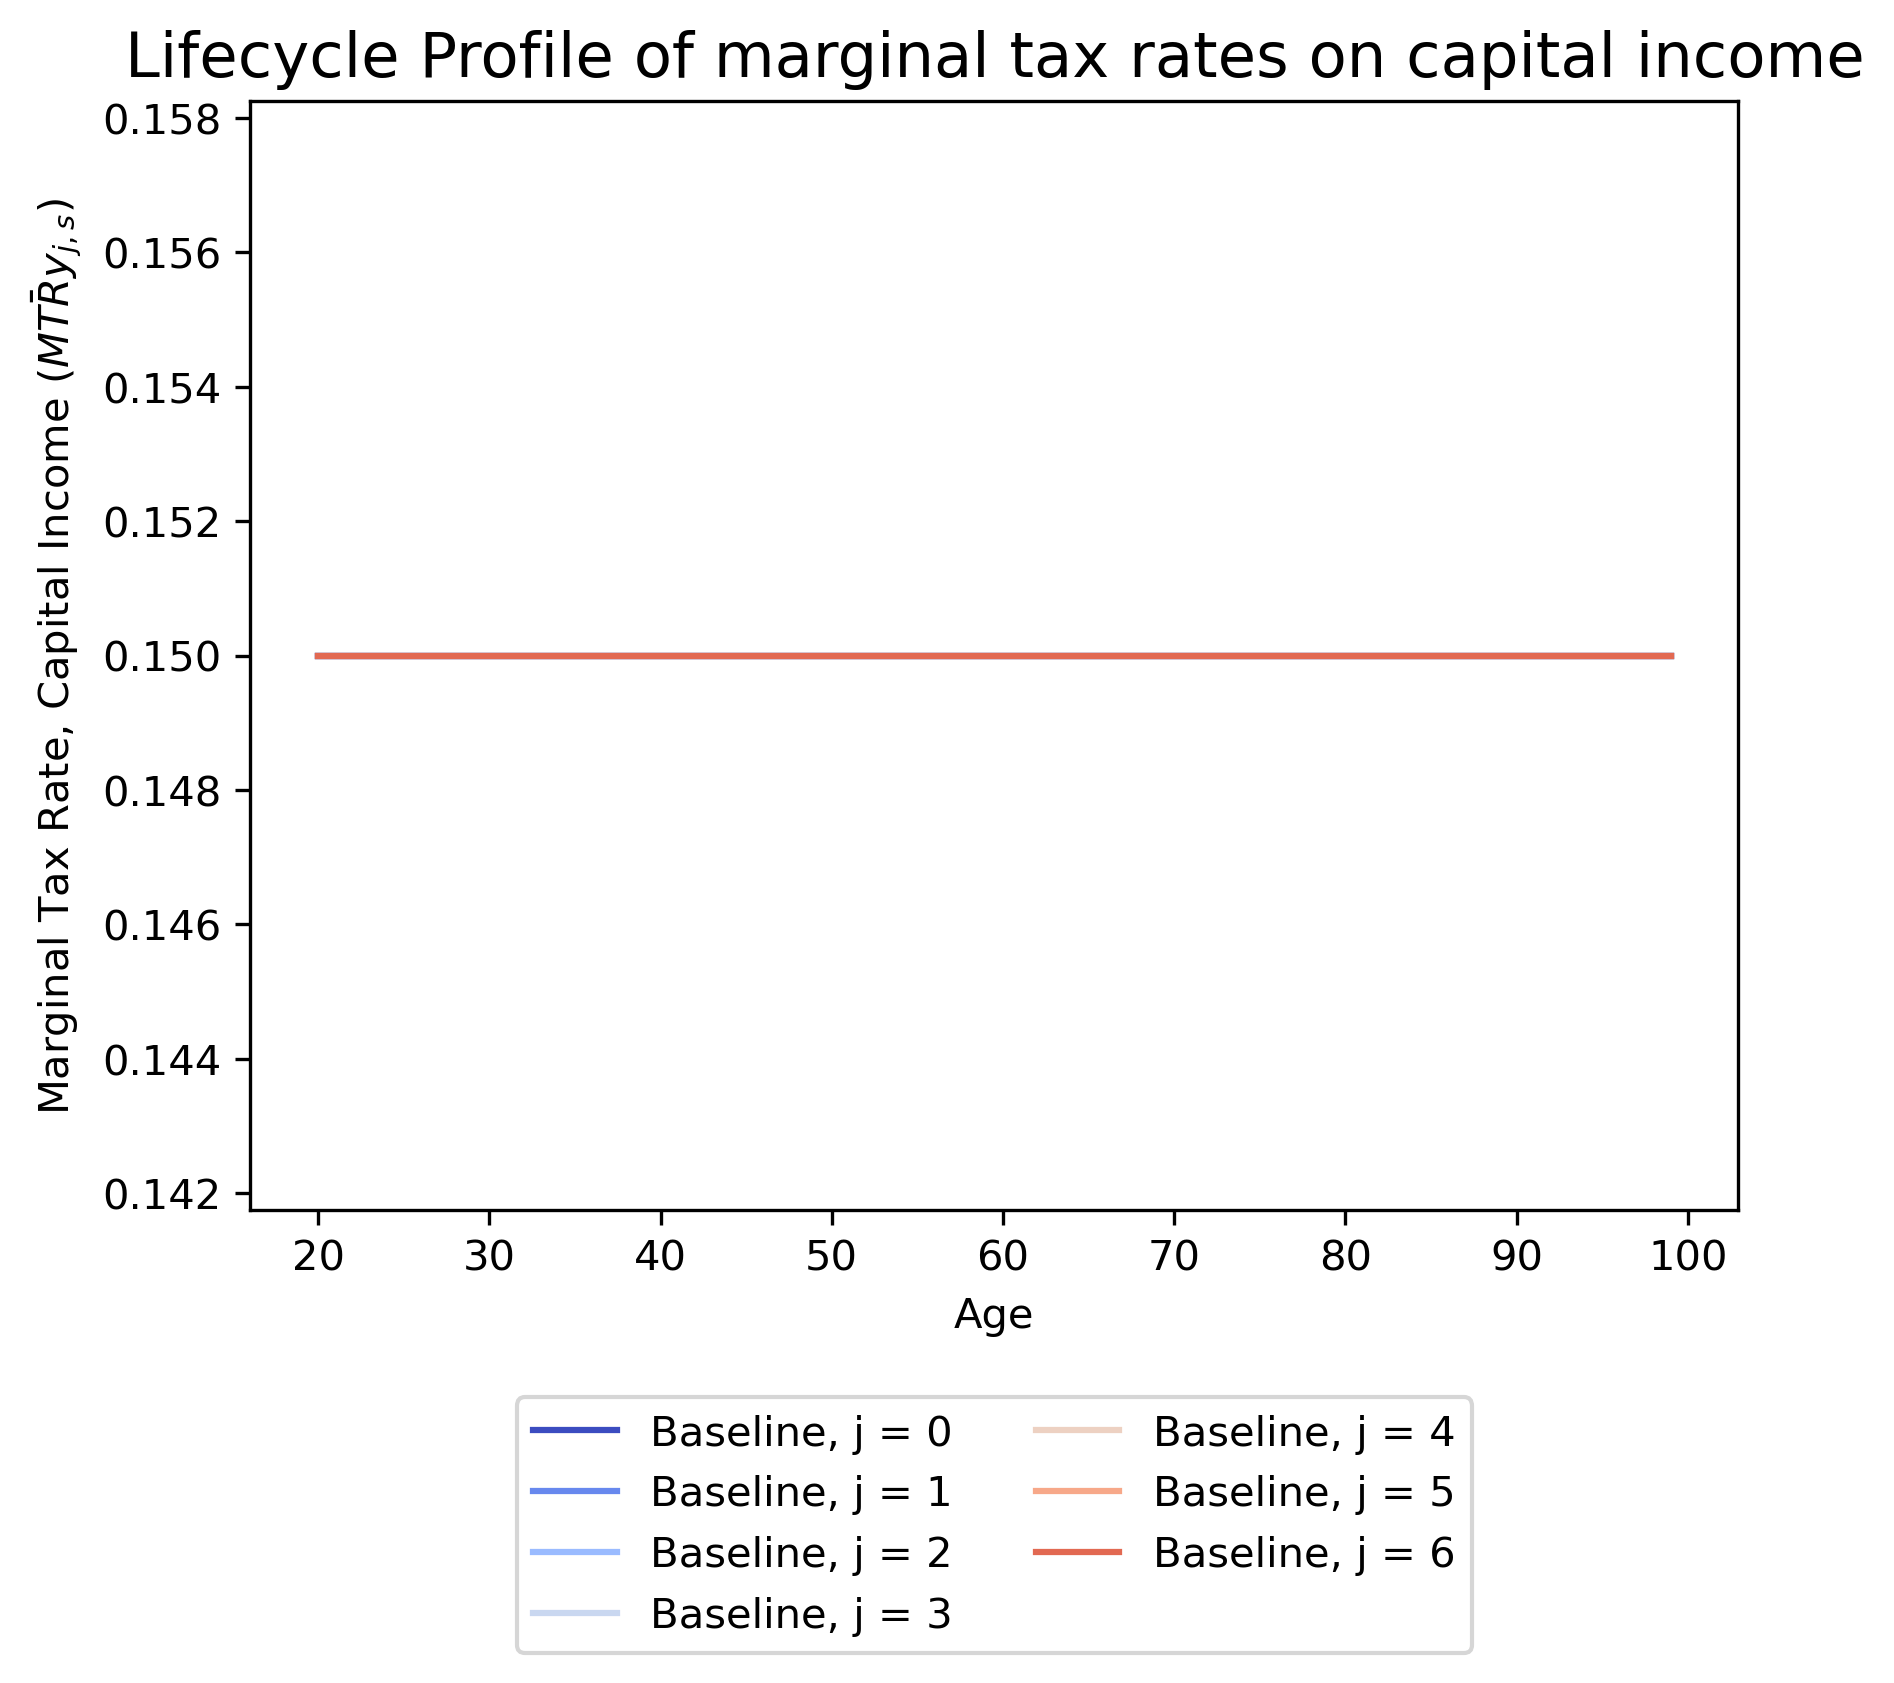 Lifecycle Profile of marginal tax rates on capital income
Marginal Tax Rate, Capital Income ($\bar{MTRy}_{j,s}$)
0.158
0.156
0.154
0.152
0.150
0.148
0.146
0.144
0.142
20 30 40 50 60 70 80 90 100
Age
Baseline, j = 0
Baseline, j = 1
Baseline, j = 2
Baseline, j = 3
Baseline, j = 4
Baseline, j = 5
Baseline, j = 6